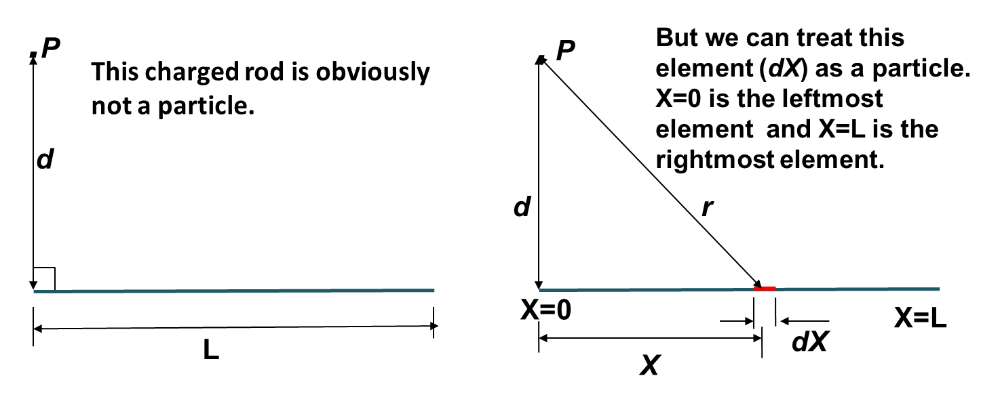 .P
This charged rod is obviously
not a particle.
d
L
P
But we can treat this
element (dX) as a particle.
X=0 is the leftmost
element and X=L is the
rightmost element.
d
r
X=0
X=L
dX
X